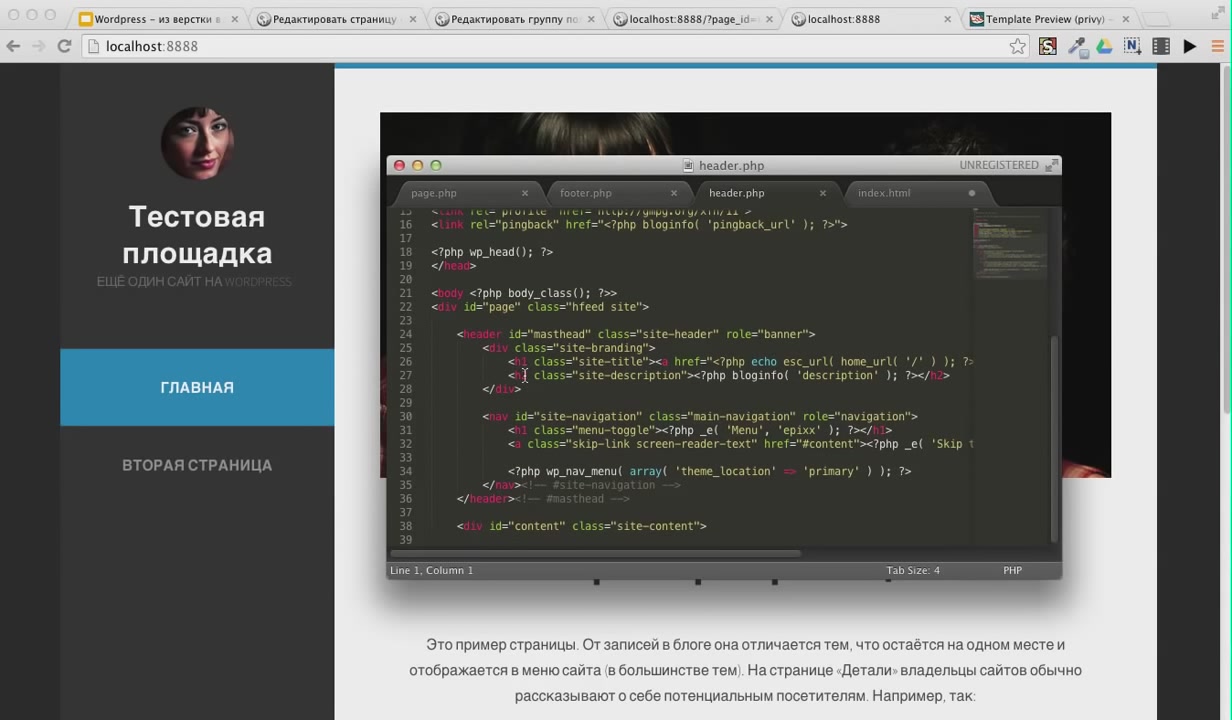 Wordpress – из верстки в
Редактировать страницу
Редактировать группу по
localhost:8888/?page_id=
localhost:8888
Template Preview (privy) –
localhost:8888
Тестовая
площадка
ЕЩЁ ОДИН САЙТ НА WORDPRESS
ГЛАВНАЯ
ВТОРАЯ СТРАНИЦА
header.php
UNREGISTERED
page.php
footer.php
header.php
index.html
15 <link rel="profile" href="http://gmpg.org/xfn/11">
16 <link rel="pingback" href="<?php bloginfo( 'pingback_url' ); ?>">
17
18 <?php wp_head(); ?>
19 </head>
20
21 <body <?php body_class(); ?>>
22 <div id="page" class="hfeed site">
23
24 <header id="masthead" class="site-header" role="banner">
25 <div class="site-branding">
26 <h1 class="site-title"><a href="<?php echo esc_url( home_url( '/' ) ); ?>
27 <h2 class="site-description"><?php bloginfo( 'description' ); ?></h2>
28 </div>
29
30 <nav id="site-navigation" class="main-navigation" role="navigation">
31 <h1 class="menu-toggle"><?php _e( 'Menu', 'epixx' ); ?></h1>
32 <a class="skip-link screen-reader-text" href="#content"><?php _e( 'Skip t
33
34 <?php wp_nav_menu( array( 'theme_location' => 'primary' ) ); ?>
35 </nav><!-- #site-navigation -->
36 </header><!-- #masthead -->
37
38 <div id="content" class="site-content">
39
Line 1, Column 1
Tab Size: 4
PHP
Это пример страницы. От записей в блоге она отличается тем, что остаётся на одном месте и
отображается в меню сайта (в большинстве тем). На странице «Детали» владельцы сайтов обычно
рассказывают о себе потенциальным посетителям. Например, так: